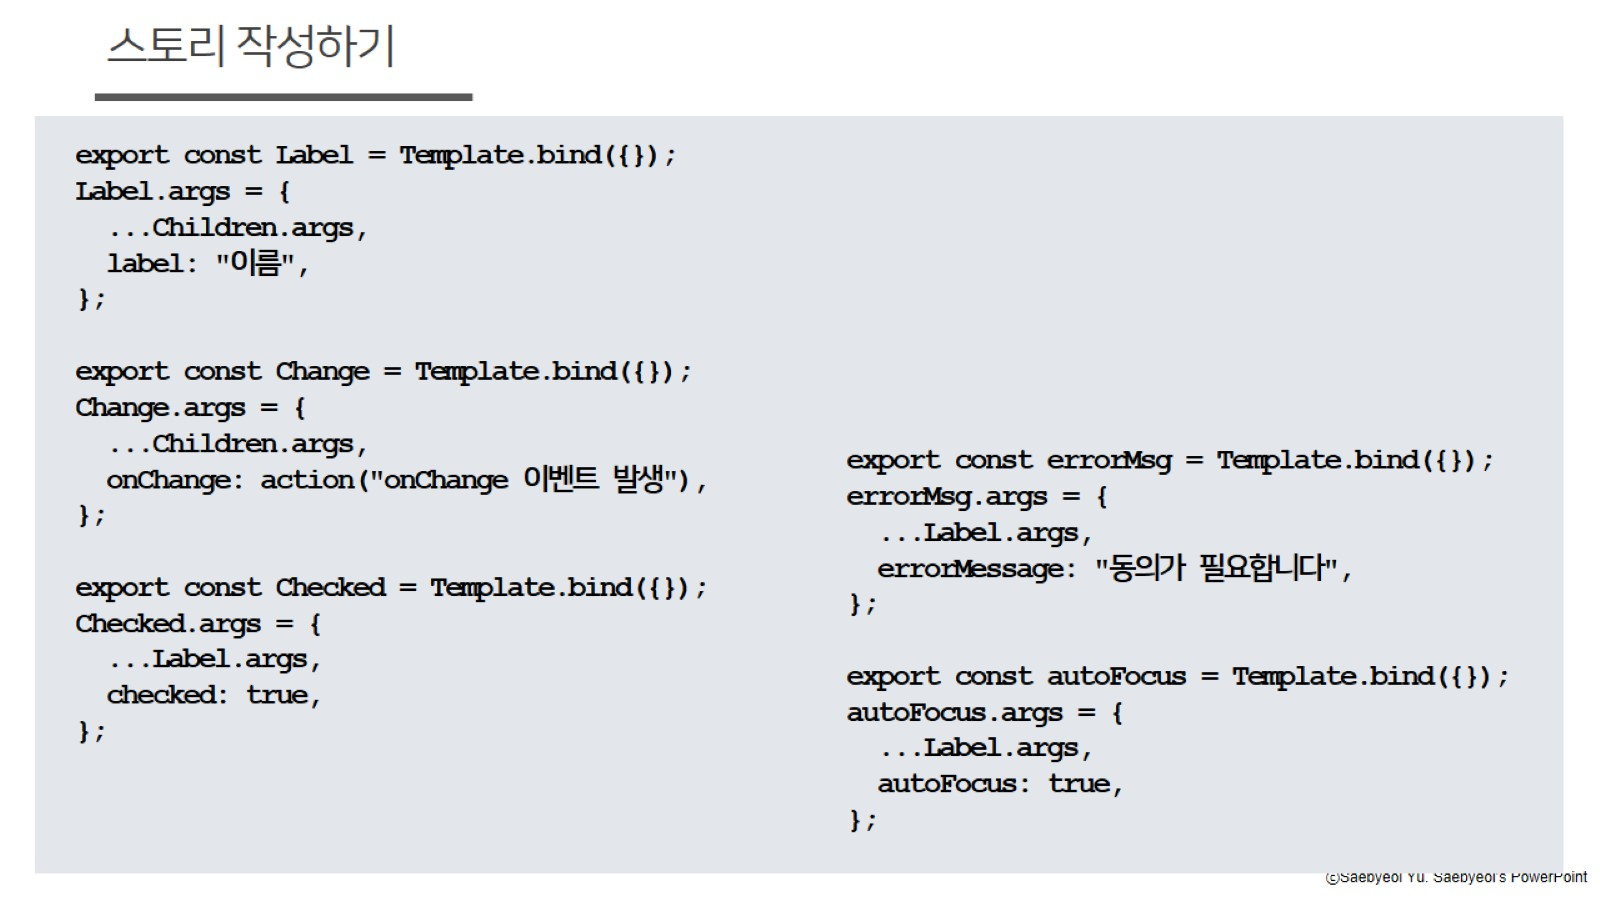 스토리 작성하기
export const Label = Template.bind({});
Label.args = {
  ...Children.args,
  label: "이름",
};
export const Change = Template.bind({});
Change.args = {
  ...Children.args,
  onChange: action("onChange 이벤트 발생"),
};
export const Checked = Template.bind({});
Checked.args = {
  ...Label.args,
  checked: true,
};
export const errorMsg = Template.bind({});
errorMsg.args = {
  ...Label.args,
  errorMessage: "동의가 필요합니다",
};
export const autoFocus = Template.bind({});
autoFocus.args = {
  ...Label.args,
  autoFocus: true,
};
ⓒSaebyeol Yu. Saebyeol's PowerPoint